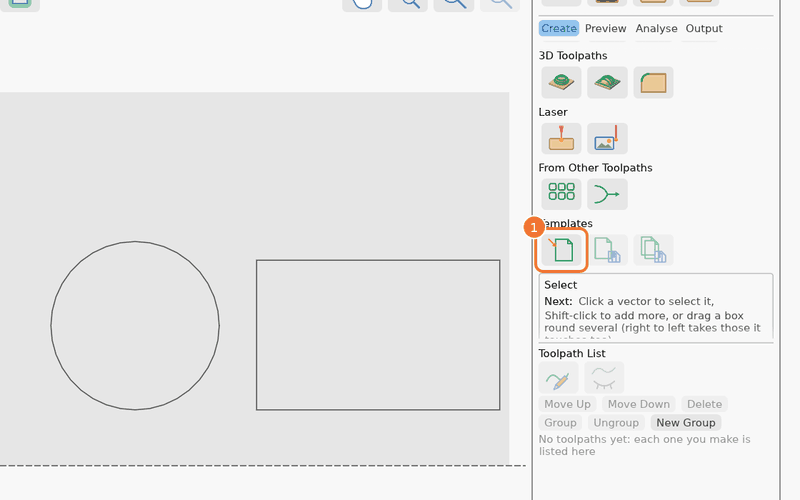 Create Preview Analyse Output
3D Toolpaths
Laser
From Other Toolpaths
1
Templates
Select
Next: Click a vector to select it,
Shift-click to add more, or drag a box
round several (right to left takes those it
Toolpath List
Move Up Move Down Delete
Group Ungroup New Group
No toolpaths yet: each one you make is
listed here